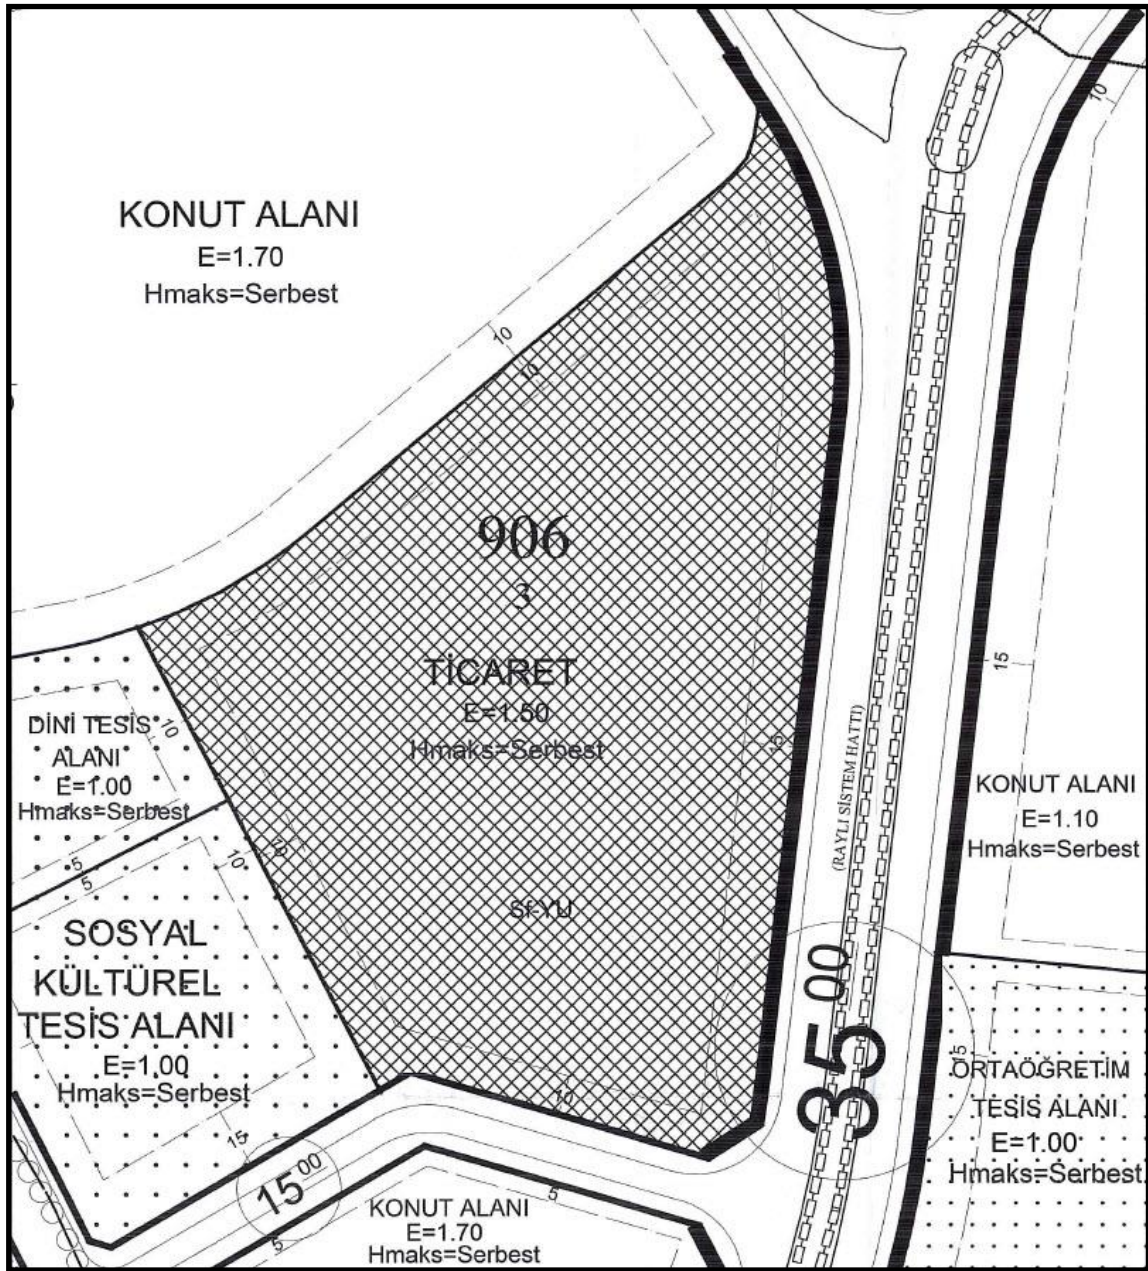 KONUT ALANI
E=1.70
Hmaks=Serbest
10
10
10
906
3
TİCARET
E=1.50
Hmaks=Serbest
15
Sf-YU
10
10
DİNİ TESİS
ALANI
E=1.00
Hmaks=Serbest
10
5
5
10
SOSYAL
KÜLTÜREL
TESİS ALANI
E=1.00
Hmaks=Serbest
15
15 00
KONUT ALANI
E=1.70
Hmaks=Serbest
5
5
(RAYLI SİSTEM HATTI)
35 00
15
KONUT ALANI
E=1.10
Hmaks=Serbest
15
ORTAÖĞRETİM
TESİS ALANI
E=1.00
Hmaks=Serbest